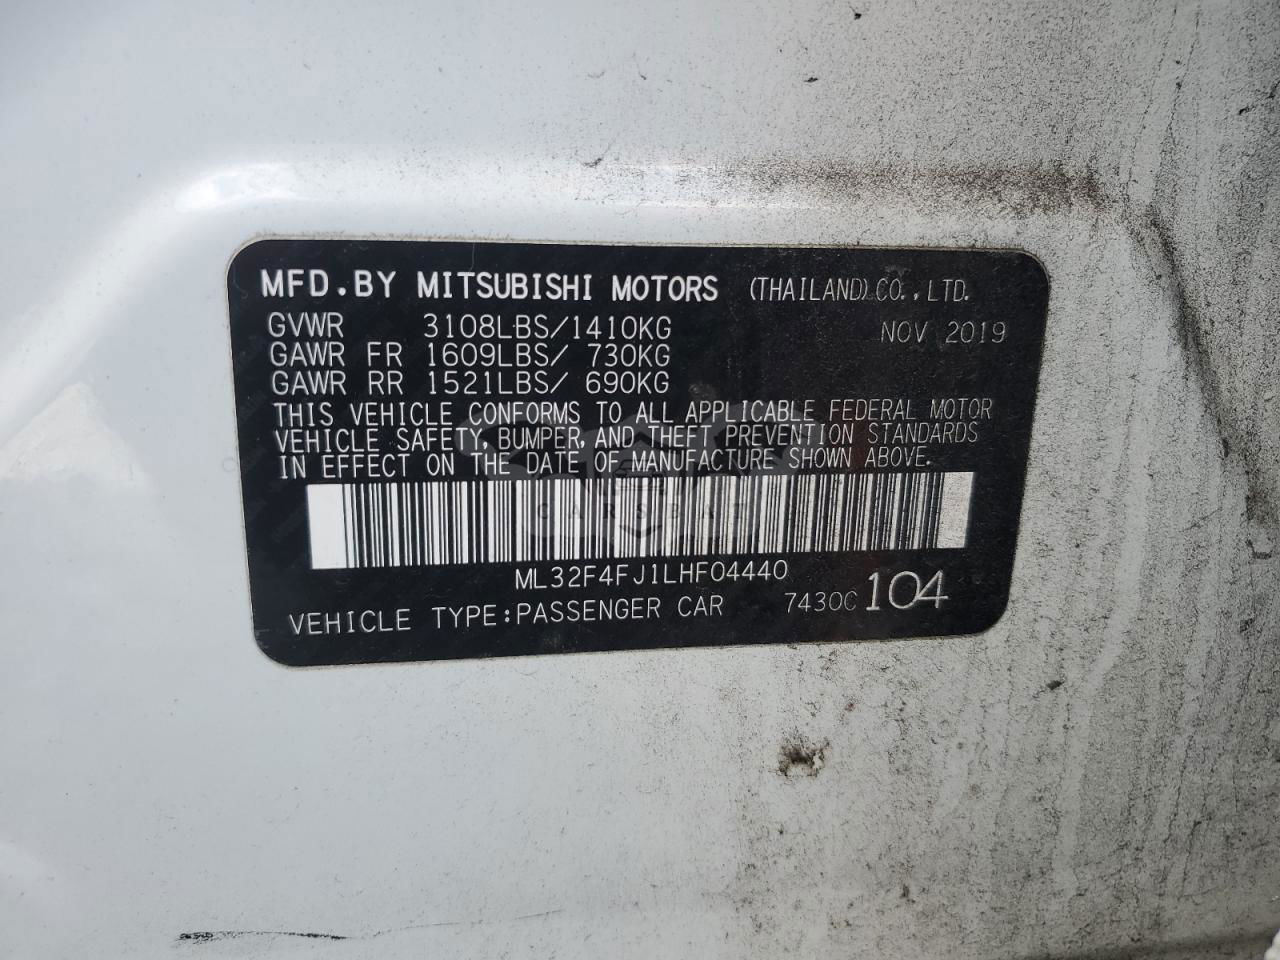 MFD.BY MITSUBISHI MOTORS (THAILAND)CO.,LTD.
GVWR 3108LBS/1410KG NOV 2019
GAWR FR 1609LBS/ 730KG
GAWR RR 1521LBS/ 690KG
THIS VEHICLE CONFORMS TO ALL APPLICABLE FEDERAL MOTOR
VEHICLE SAFETY, BUMPER, AND THEFT PREVENTION STANDARDS
IN EFFECT ON THE DATE OF MANUFACTURE SHOWN ABOVE.
ML32F4FJ1LHF04440
VEHICLE TYPE:PASSENGER CAR 7430C 104